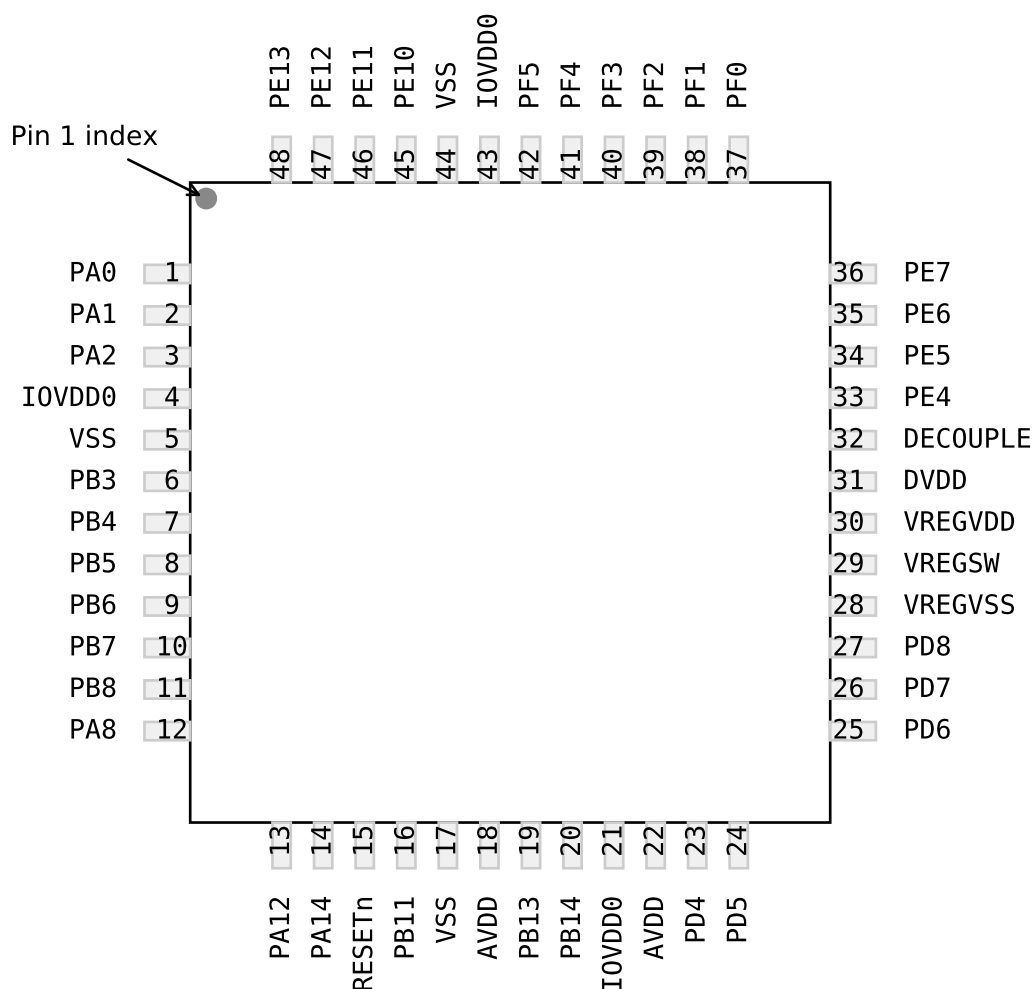 PE13 PE12 PE11 PE10 VSS IOVDD0 PF5 PF4 PF3 PF2 PF1 PF0
Pin 1 index
48 47 46 45 44 43 42 41 40 39 38 37
PA0 1 36 PE7
PA1 2 35 PE6
PA2 3 34 PE5
IOVDD0 4 33 PE4
VSS 5 32 DECOUPLE
PB3 6 31 DVDD
PB4 7 30 VREGVDD
PB5 8 29 VREGSW
PB6 9 28 VREGVSS
PB7 10 27 PD8
PB8 11 26 PD7
PA8 12 25 PD6
13 14 15 16 17 18 19 20 21 22 23 24
PA12 PA14 RESETn PB11 VSS AVDD PB13 PB14 IOVDD0 AVDD PD4 PD5